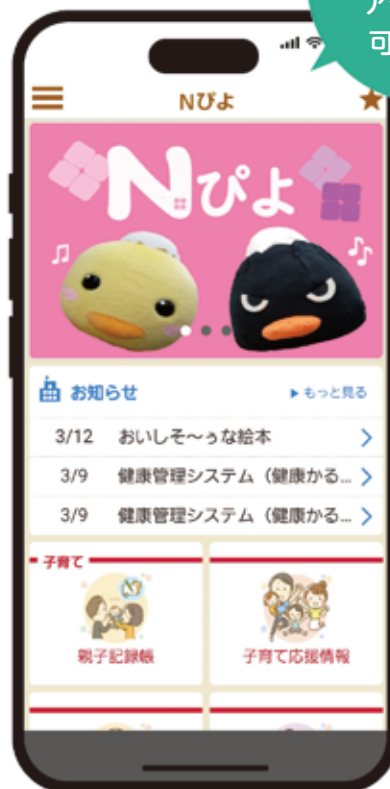 可
Nぴよ
Nぴよ
お知らせ
▶もっと見る
3/12 おいしそ～ぅな絵本
3/9 健康管理システム（健康かる...
3/9 健康管理システム（健康かる...
子育て
親子記録帳
子育て応援情報